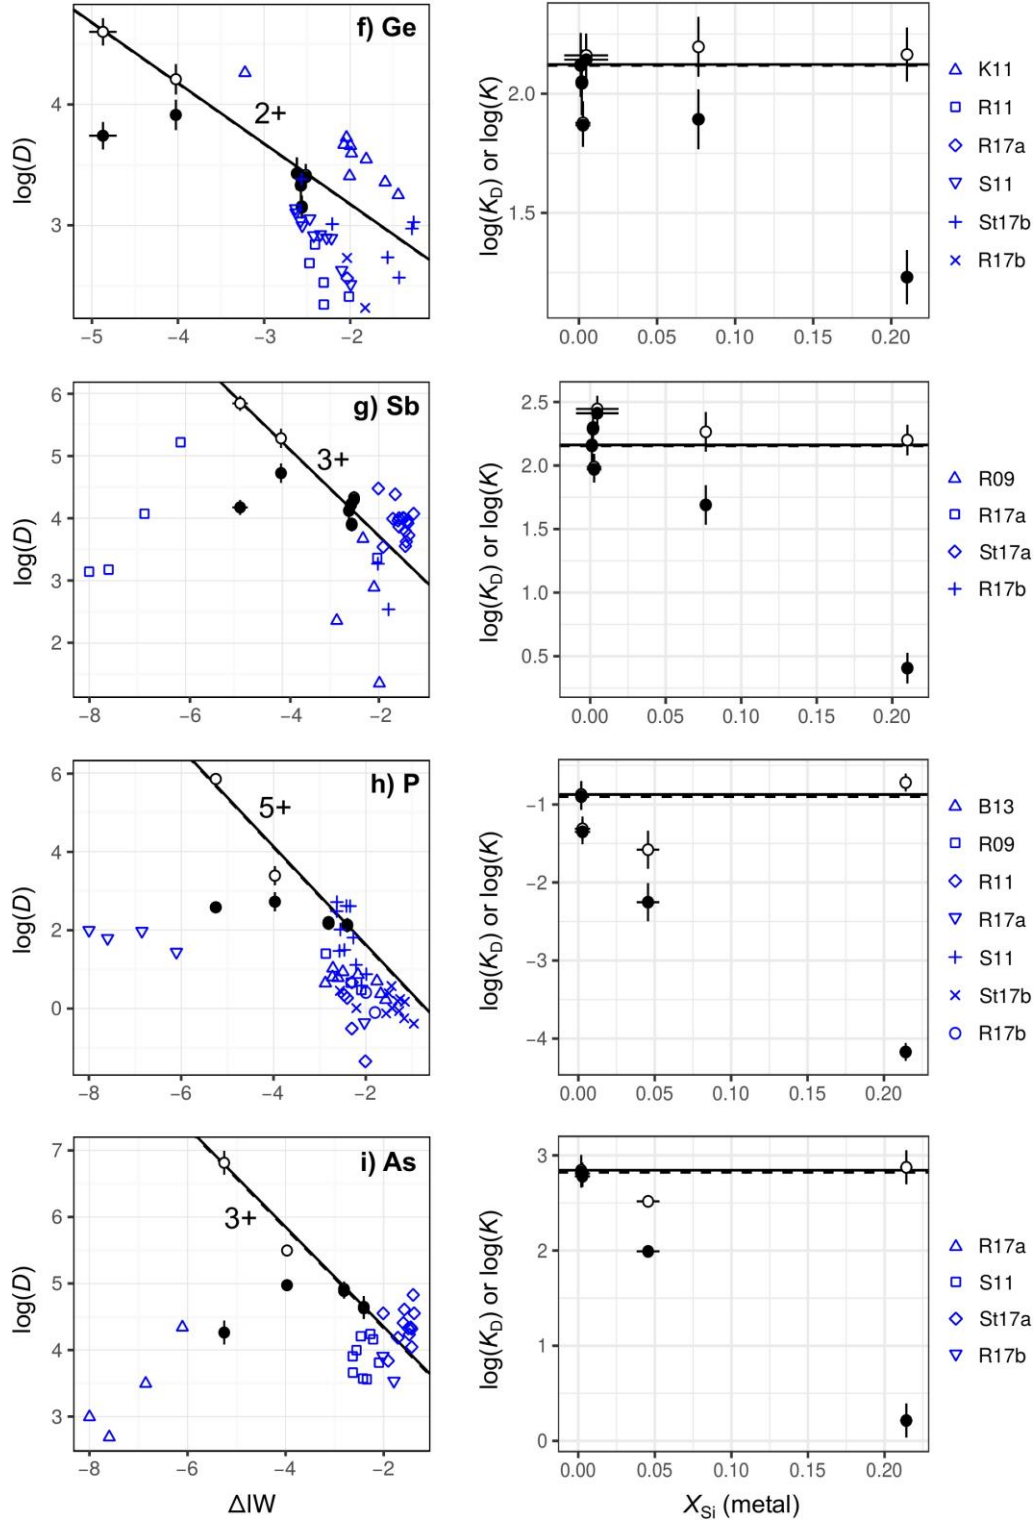 f) Ge
2+
log(D)
4
3
−5 −4 −3 −2
log(K_D) or log(K)
2.0
1.5
0.00 0.05 0.10 0.15 0.20
K11
R11
R17a
S11
St17b
R17b
g) Sb
3+
log(D)
6
5
4
3
2
−8 −6 −4 −2
log(K_D) or log(K)
2.5
2.0
1.5
1.0
0.5
0.00 0.05 0.10 0.15 0.20
R09
R17a
St17a
R17b
h) P
5+
log(D)
6
4
2
0
−8 −6 −4 −2
log(K_D) or log(K)
−1
−2
−3
−4
0.00 0.05 0.10 0.15 0.20
B13
R09
R11
R17a
S11
St17b
R17b
i) As
3+
log(D)
7
6
5
4
3
−8 −6 −4 −2
ΔIW
log(K_D) or log(K)
3
2
1
0
0.00 0.05 0.10 0.15 0.20
X_Si (metal)
R17a
S11
St17a
R17b